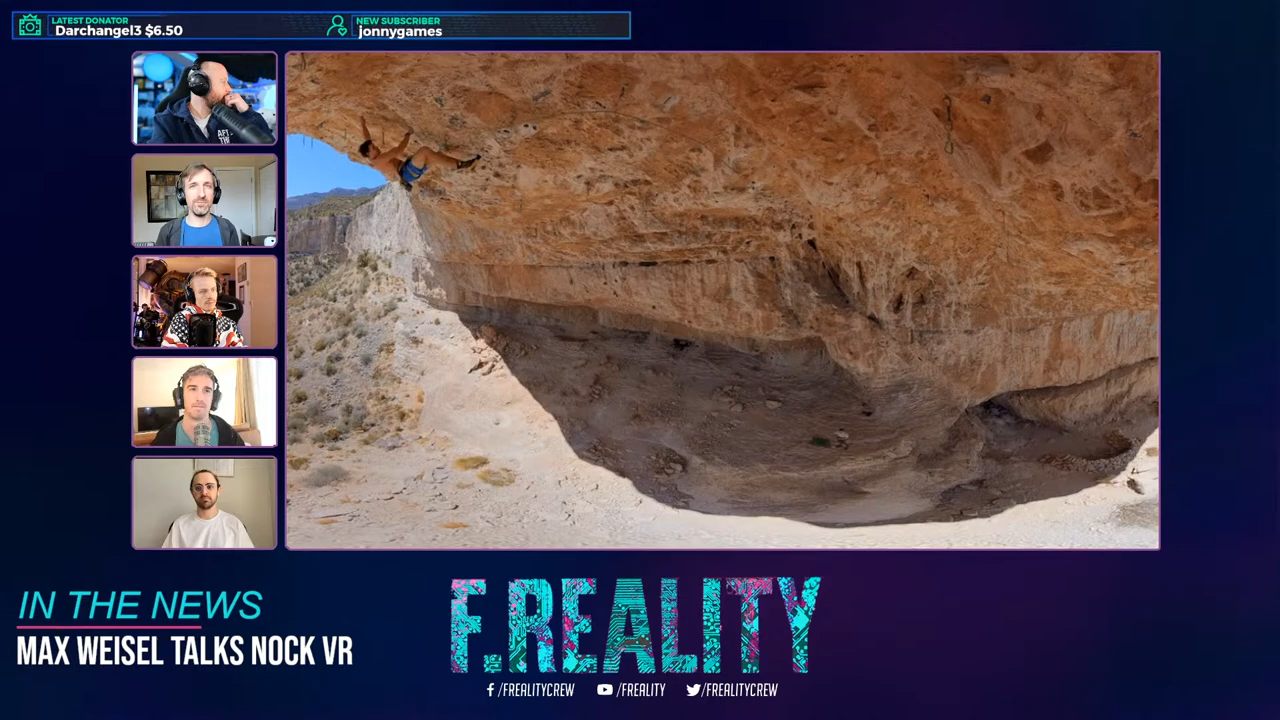 LATEST DONATOR
Darchangel3 $6.50
NEW SUBSCRIBER
jonnygames
IN THE NEWS
MAX WEISEL TALKS NOCK VR
F.REALITY
/FREALITYCREW
/FREALITY
/FREALITYCREW